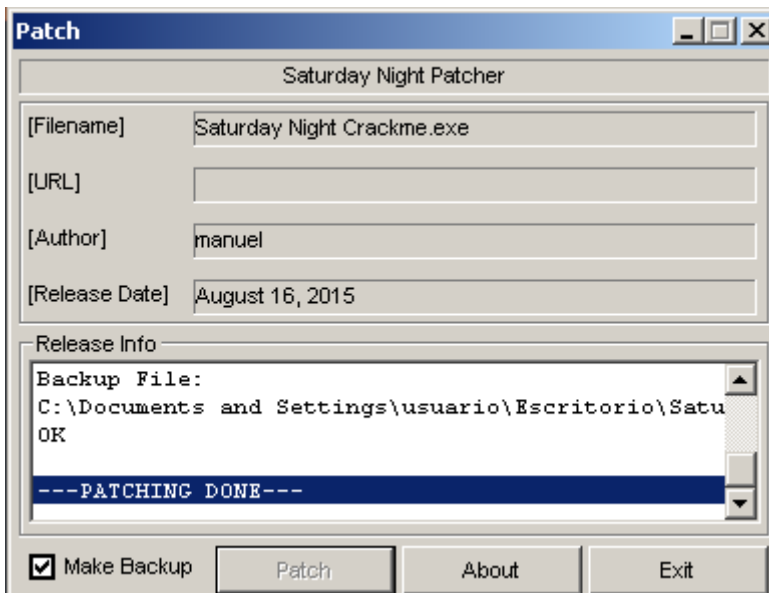 Patch
Saturday Night Patcher
[Filename] Saturday Night Crackme.exe
[URL]
[Author] manuel
[Release Date] August 16, 2015
Release Info
Backup File:
C:\Documents and Settings\usuario\Escritorio\Satu
OK
---PATCHING DONE---
Make Backup Patch About Exit